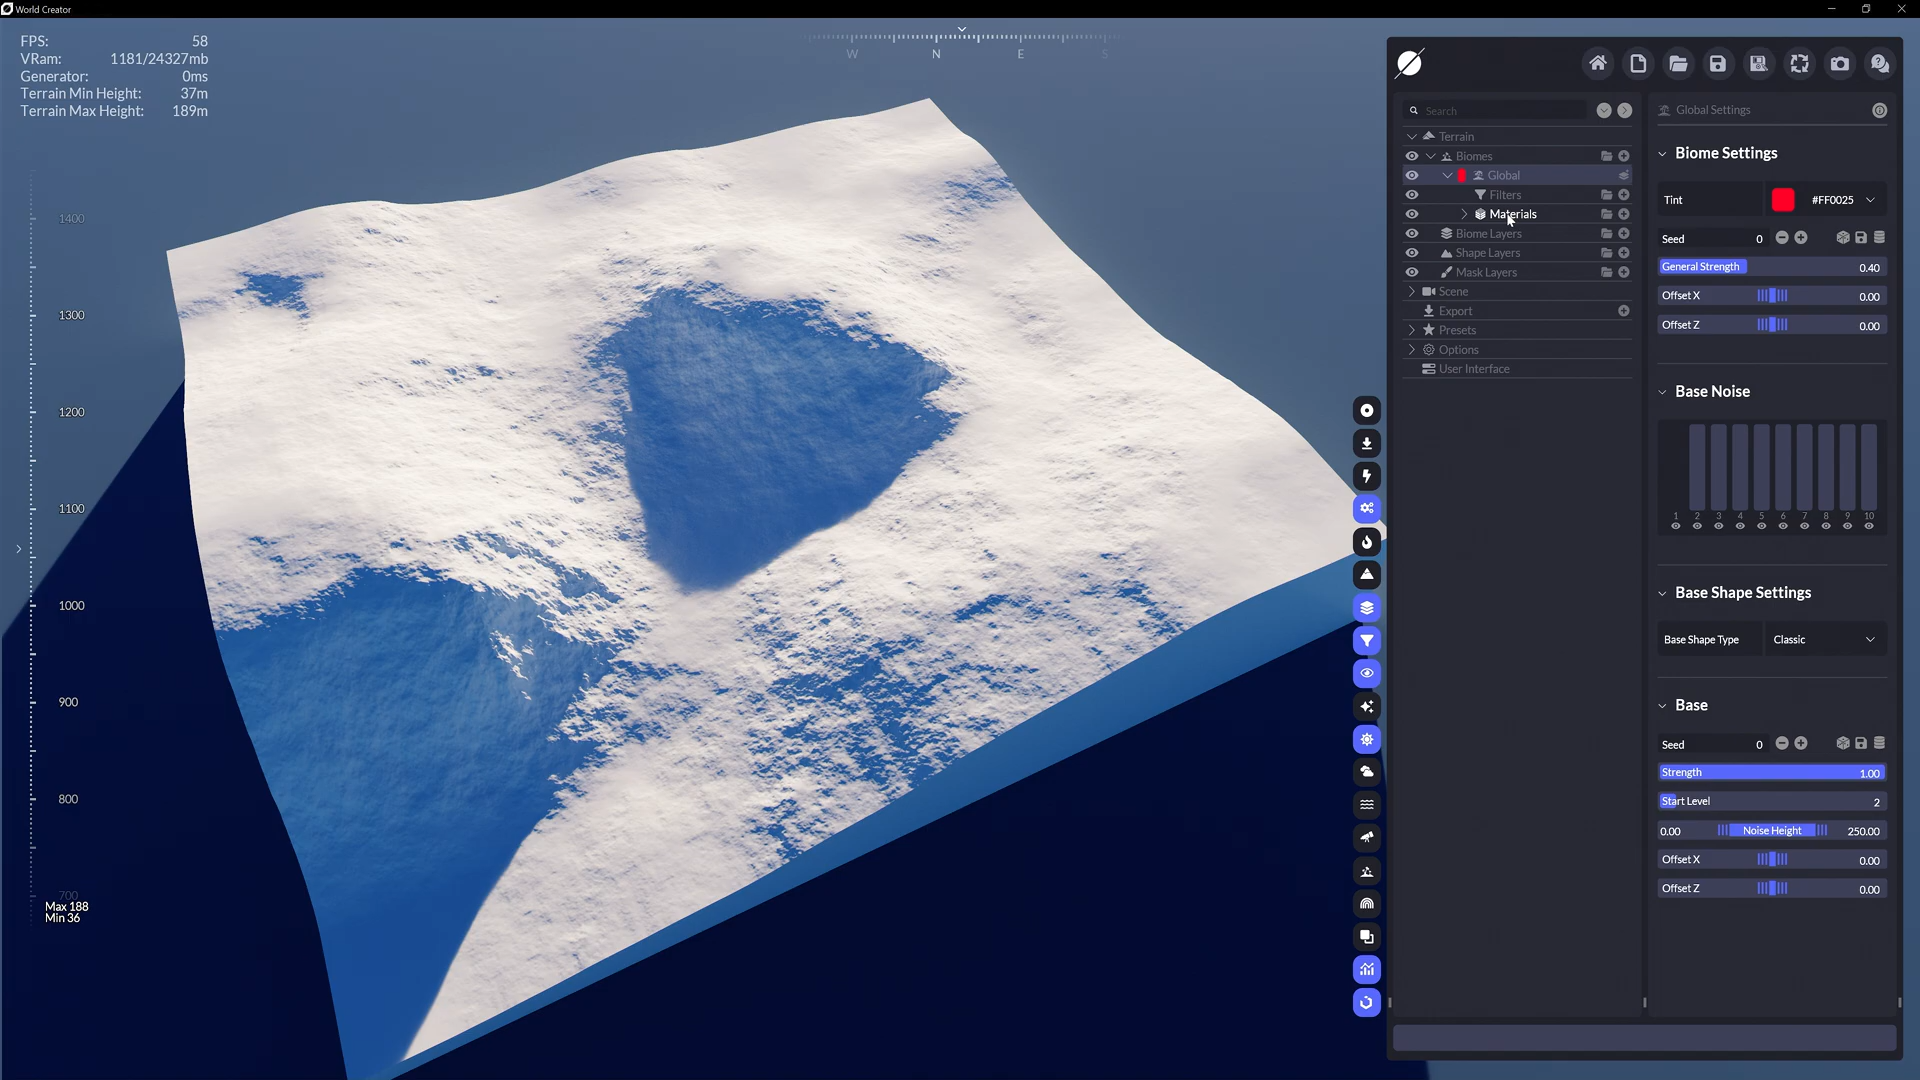 World Creator
FPS: 58
VRam: 1181/24327mb
Generator: 0ms
Terrain Min Height: 37m
Terrain Max Height: 189m
W N E S
1400
1300
1200
1100
1000
900
800
700
Max 188
Min 36
Search
Terrain
Biomes
Global
Filters
Materials
Biome Layers
Shape Layers
Mask Layers
Scene
Export
Presets
Options
User Interface
Global Settings
Biome Settings
Tint #FF0025
Seed 0
General Strength 0.40
Offset X 0.00
Offset Z 0.00
Base Noise
1 2 3 4 5 6 7 8 9 10
Base Shape Settings
Base Shape Type Classic
Base
Seed 0
Strength 1.00
Start Level 2
0.00 Noise Height 250.00
Offset X 0.00
Offset Z 0.00